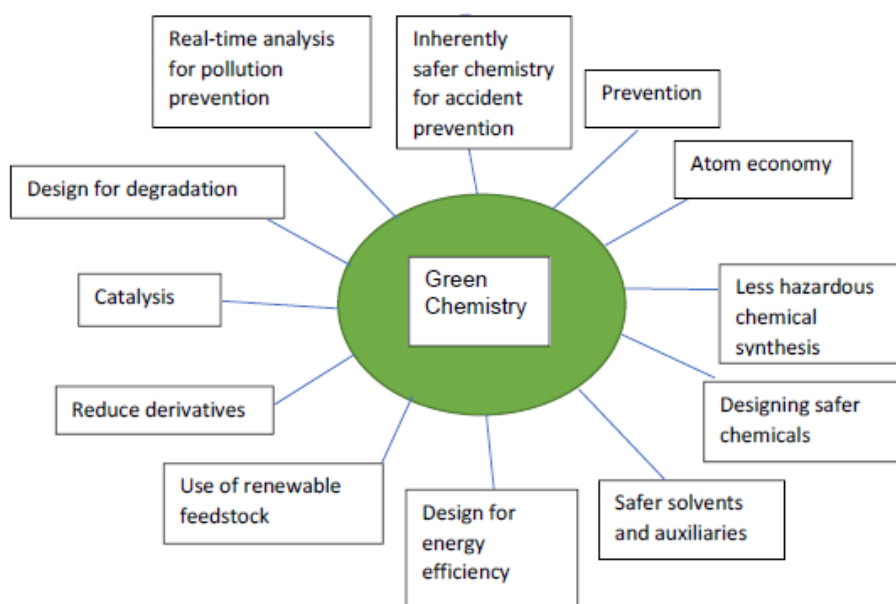 Real-time analysis
for pollution
prevention
Inherently
safer chemistry
for accident
prevention
Prevention
Atom economy
Design for degradation
Green
Chemistry
Catalysis
Less hazardous
chemical
synthesis
Reduce derivatives
Designing safer
chemicals
Use of renewable
feedstock
Design for
energy
efficiency
Safer solvents
and auxiliaries